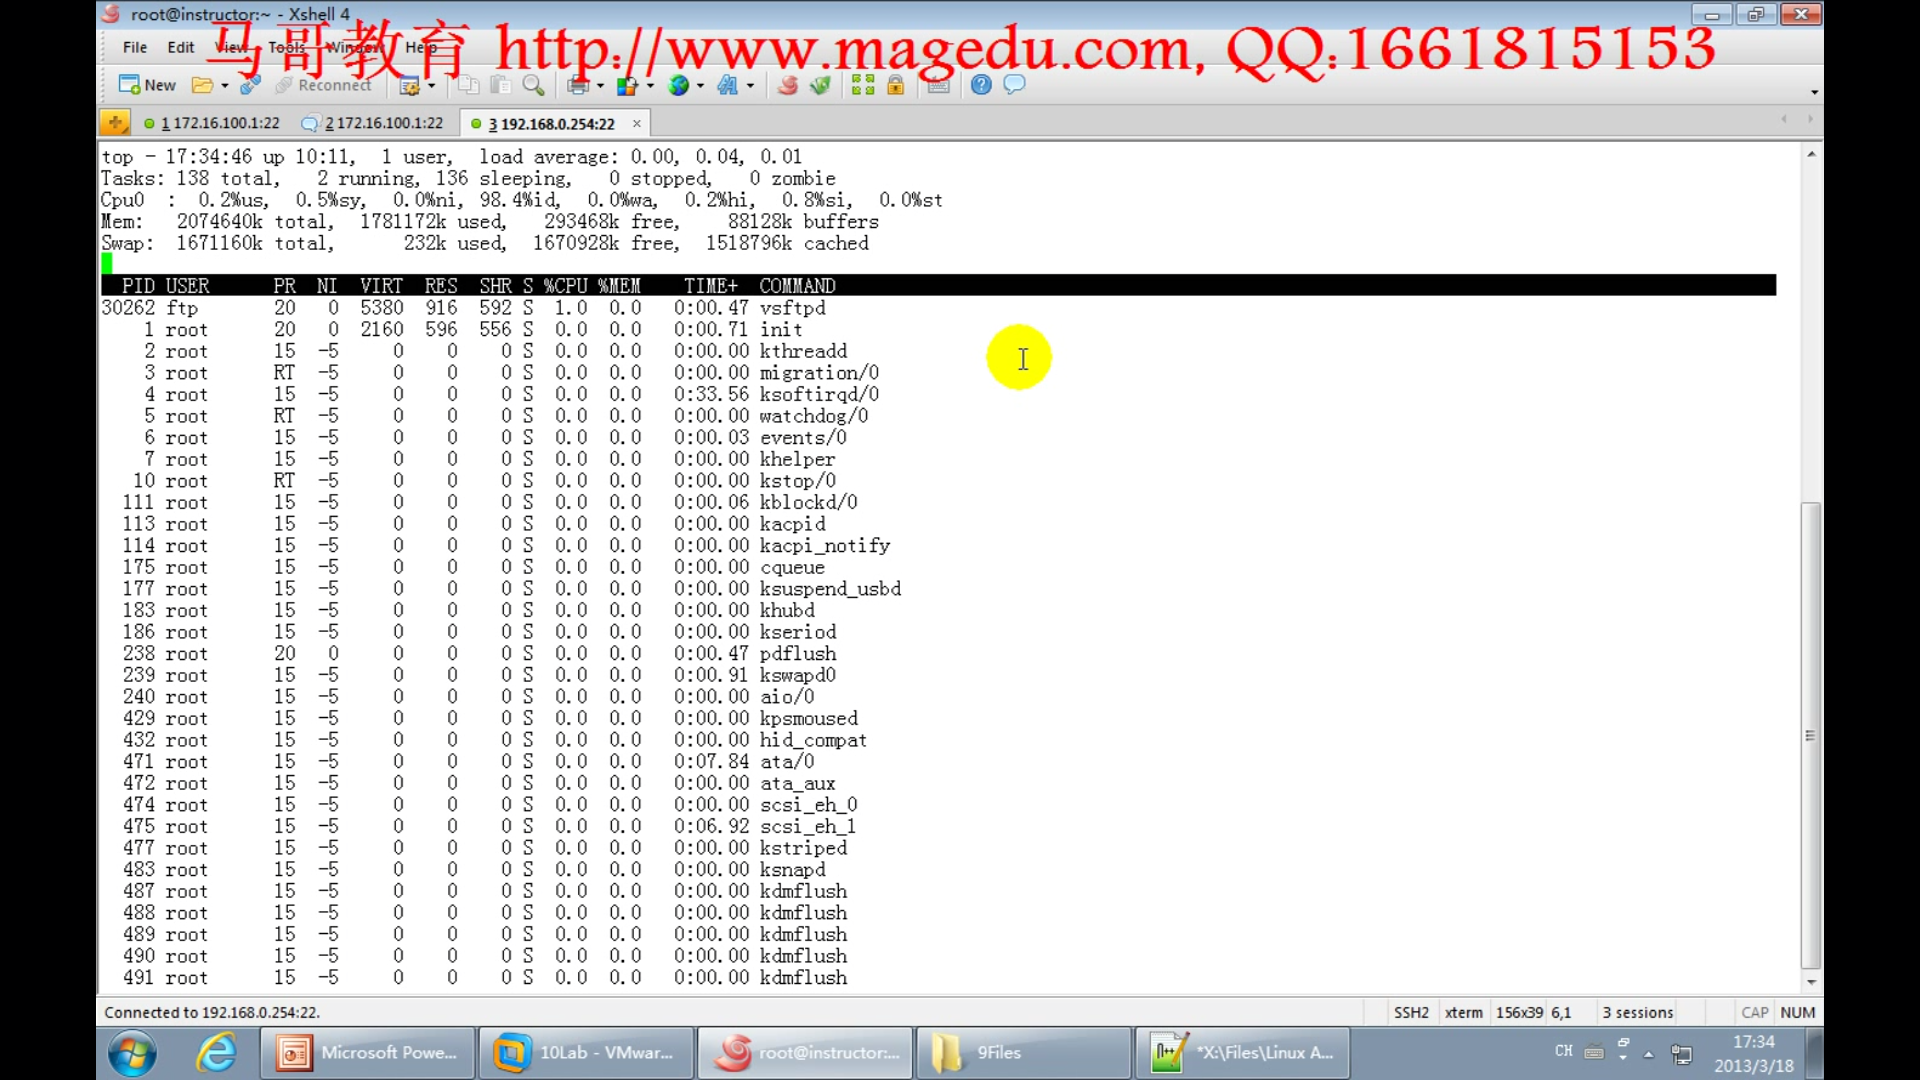 root@instructor:~ - Xshell 4
马哥教育 http://www.magedu.com, QQ:1661815153
File Edit View Tools Window Help
New Reconnect
1 172.16.100.1:22 2 172.16.100.1:22 3 192.168.0.254:22
top - 17:34:46 up 10:11, 1 user, load average: 0.00, 0.04, 0.01
Tasks: 138 total, 2 running, 136 sleeping, 0 stopped, 0 zombie
Cpu0 : 0.2%us, 0.5%sy, 0.0%ni, 98.4%id, 0.0%wa, 0.2%hi, 0.8%si, 0.0%st
Mem: 2074640k total, 1781172k used, 293468k free, 88128k buffers
Swap: 1671160k total, 232k used, 1670928k free, 1518796k cached
PID USER PR NI VIRT RES SHR S %CPU %MEM TIME+ COMMAND
30262 ftp 20 0 5380 916 592 S 1.0 0.0 0:00.47 vsftpd
1 root 20 0 2160 596 556 S 0.0 0.0 0:00.71 init
2 root 15 -5 0 0 0 S 0.0 0.0 0:00.00 kthreadd
3 root RT -5 0 0 0 S 0.0 0.0 0:00.00 migration/0
4 root 15 -5 0 0 0 S 0.0 0.0 0:33.56 ksoftirqd/0
5 root RT -5 0 0 0 S 0.0 0.0 0:00.00 watchdog/0
6 root 15 -5 0 0 0 S 0.0 0.0 0:00.03 events/0
7 root 15 -5 0 0 0 S 0.0 0.0 0:00.00 khelper
10 root RT -5 0 0 0 S 0.0 0.0 0:00.00 kstop/0
111 root 15 -5 0 0 0 S 0.0 0.0 0:00.06 kblockd/0
113 root 15 -5 0 0 0 S 0.0 0.0 0:00.00 kacpid
114 root 15 -5 0 0 0 S 0.0 0.0 0:00.00 kacpi_notify
175 root 15 -5 0 0 0 S 0.0 0.0 0:00.00 cqueue
177 root 15 -5 0 0 0 S 0.0 0.0 0:00.00 ksuspend_usbd
183 root 15 -5 0 0 0 S 0.0 0.0 0:00.00 khubd
186 root 15 -5 0 0 0 S 0.0 0.0 0:00.00 kseriod
238 root 20 0 0 0 0 S 0.0 0.0 0:00.47 pdflush
239 root 15 -5 0 0 0 S 0.0 0.0 0:00.91 kswapd0
240 root 15 -5 0 0 0 S 0.0 0.0 0:00.00 aio/0
429 root 15 -5 0 0 0 S 0.0 0.0 0:00.00 kpsmoused
432 root 15 -5 0 0 0 S 0.0 0.0 0:00.00 hid_compat
471 root 15 -5 0 0 0 S 0.0 0.0 0:07.84 ata/0
472 root 15 -5 0 0 0 S 0.0 0.0 0:00.00 ata_aux
474 root 15 -5 0 0 0 S 0.0 0.0 0:00.00 scsi_eh_0
475 root 15 -5 0 0 0 S 0.0 0.0 0:06.92 scsi_eh_1
477 root 15 -5 0 0 0 S 0.0 0.0 0:00.00 kstriped
483 root 15 -5 0 0 0 S 0.0 0.0 0:00.00 ksnapd
487 root 15 -5 0 0 0 S 0.0 0.0 0:00.00 kdmflush
488 root 15 -5 0 0 0 S 0.0 0.0 0:00.00 kdmflush
489 root 15 -5 0 0 0 S 0.0 0.0 0:00.00 kdmflush
490 root 15 -5 0 0 0 S 0.0 0.0 0:00.00 kdmflush
491 root 15 -5 0 0 0 S 0.0 0.0 0:00.00 kdmflush
Connected to 192.168.0.254:22. SSH2 xterm 156x39 6,1 3 sessions CAP NUM
Microsoft Powe... 10Lab - VMwar... root@instructor:... 9Files *X:\Files\Linux A... CH 17:34
2013/3/18